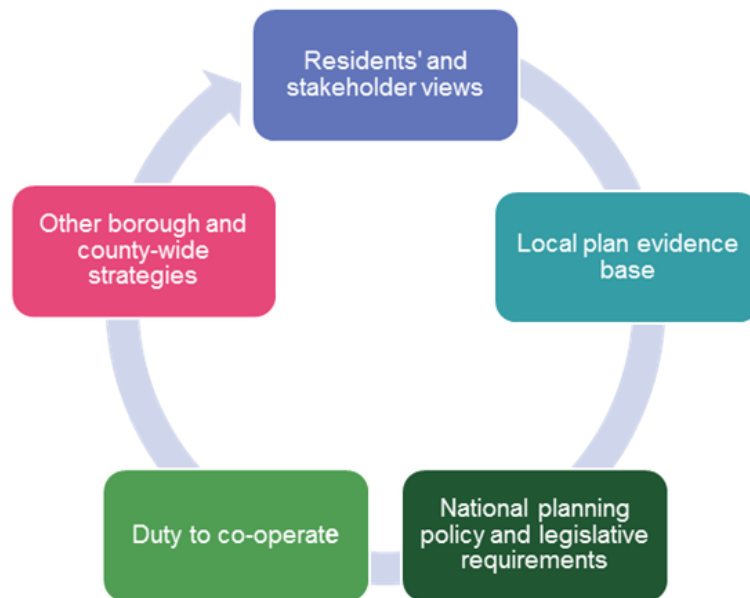 Residents' and
stakeholder views
Local plan evidence
base
National planning
policy and legislative
requirements
Duty to co-operate
Other borough and
county-wide
strategies